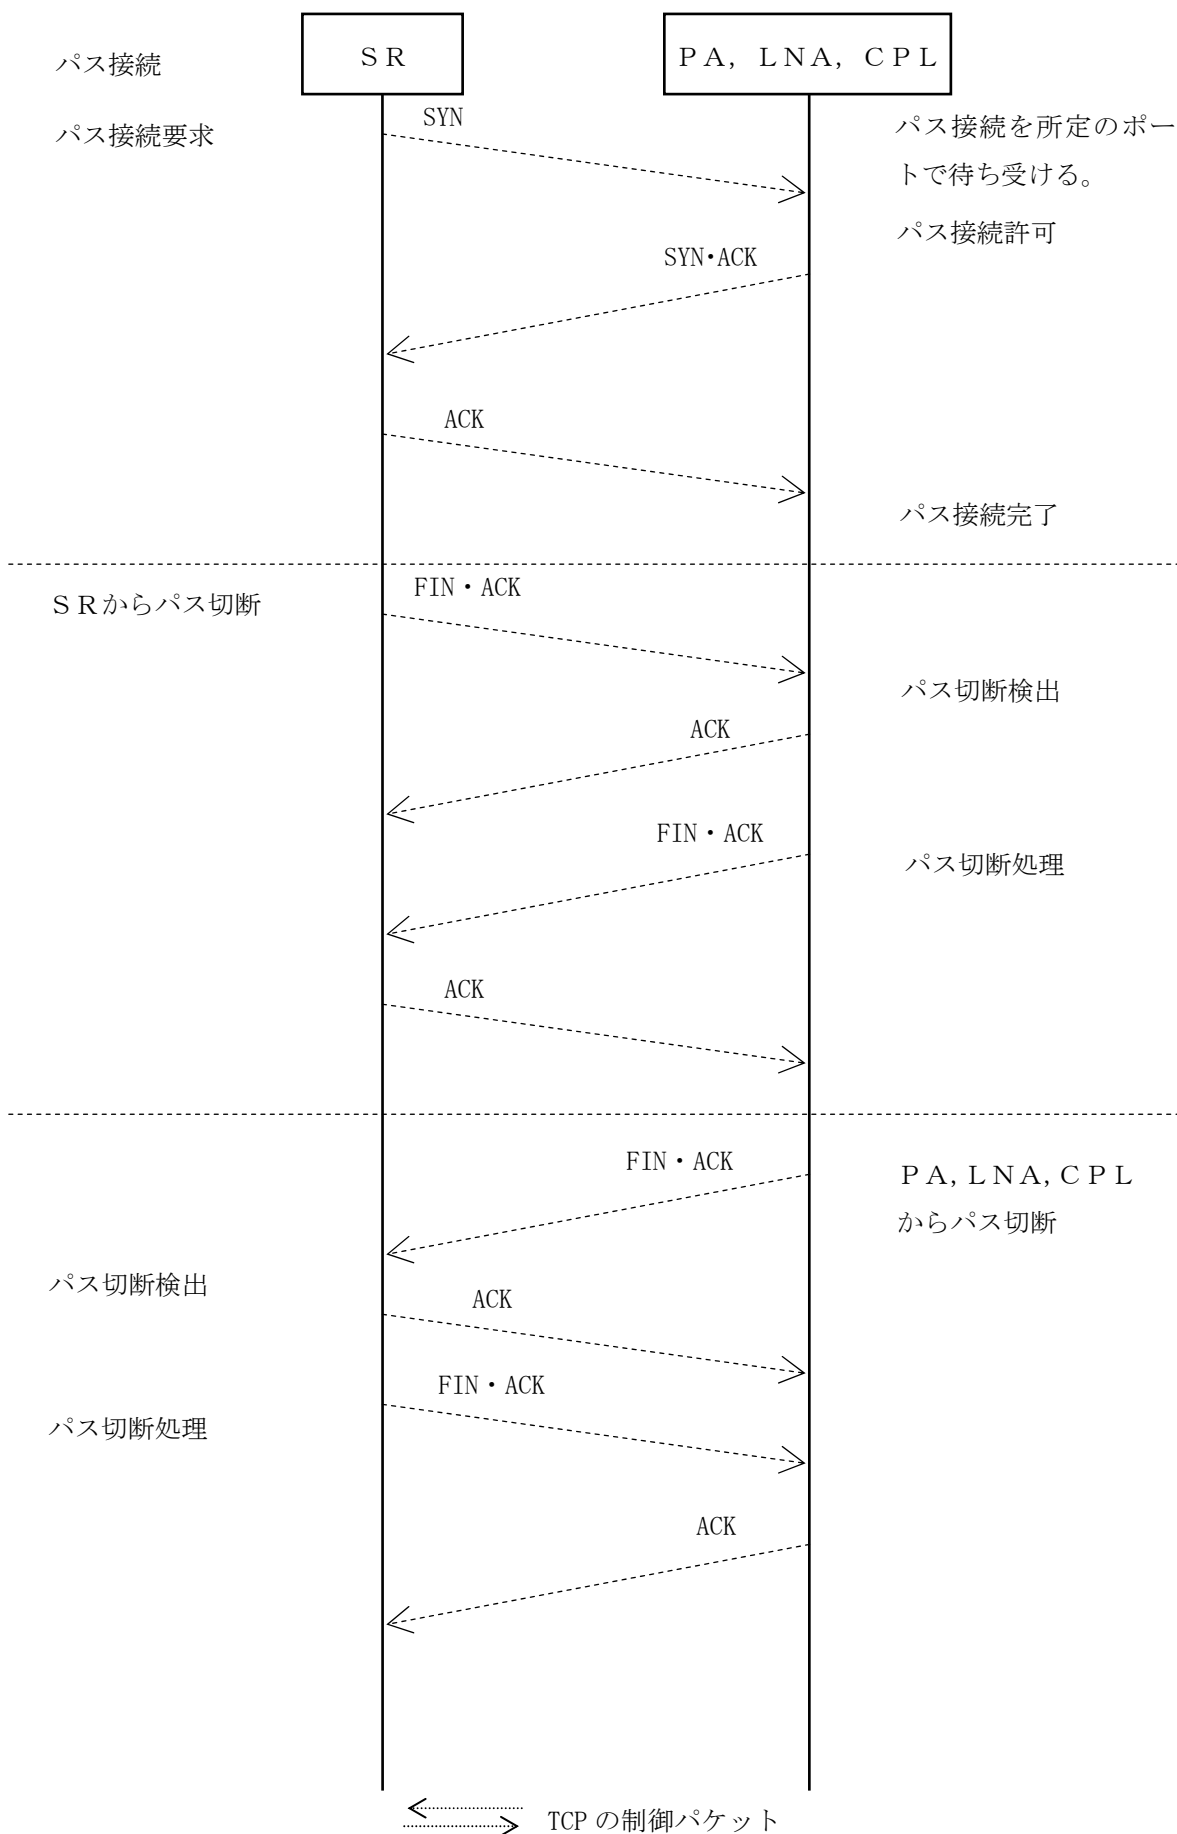 パス接続
ＳＲ
ＰＡ，ＬＮＡ，ＣＰＬ
パス接続要求
SYN
パス接続を所定のポー
トで待ち受ける。
パス接続許可
SYN・ACK
ACK
パス接続完了
ＳＲからパス切断
FIN・ACK
パス切断検出
ACK
FIN・ACK
パス切断処理
ACK
FIN・ACK
ＰＡ,ＬＮＡ,ＣＰＬ
からパス切断
パス切断検出
ACK
FIN・ACK
パス切断処理
ACK
TCP の制御パケット